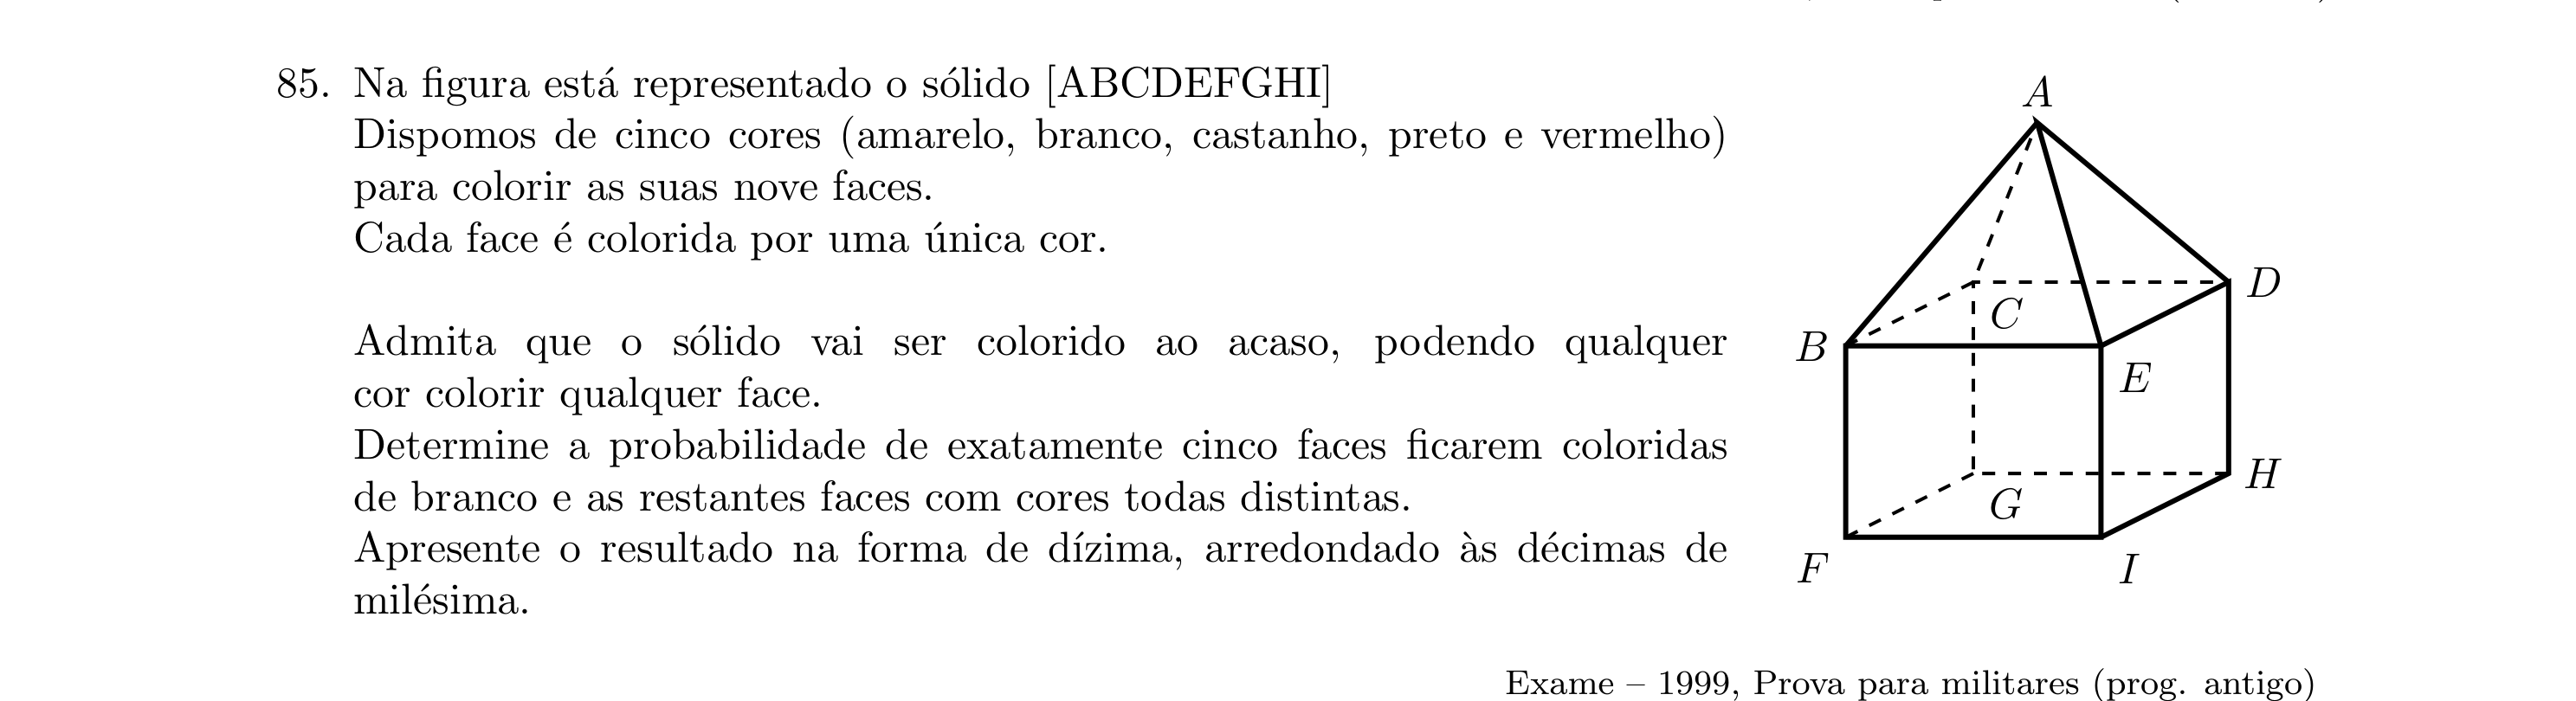 85. Na figura está representado o sólido [ABCDEFGHI]
Dispomos de cinco cores (amarelo, branco, castanho, preto e vermelho)
para colorir as suas nove faces.
Cada face é colorida por uma única cor.
Admita que o sólido vai ser colorido ao acaso, podendo qualquer
cor colorir qualquer face.
Determine a probabilidade de exatamente cinco faces ficarem coloridas
de branco e as restantes faces com cores todas distintas.
Apresente o resultado na forma de dízima, arredondado às décimas de
milésima.
A
D
C
B
E
H
G
F
I
Exame – 1999, Prova para militares (prog. antigo)